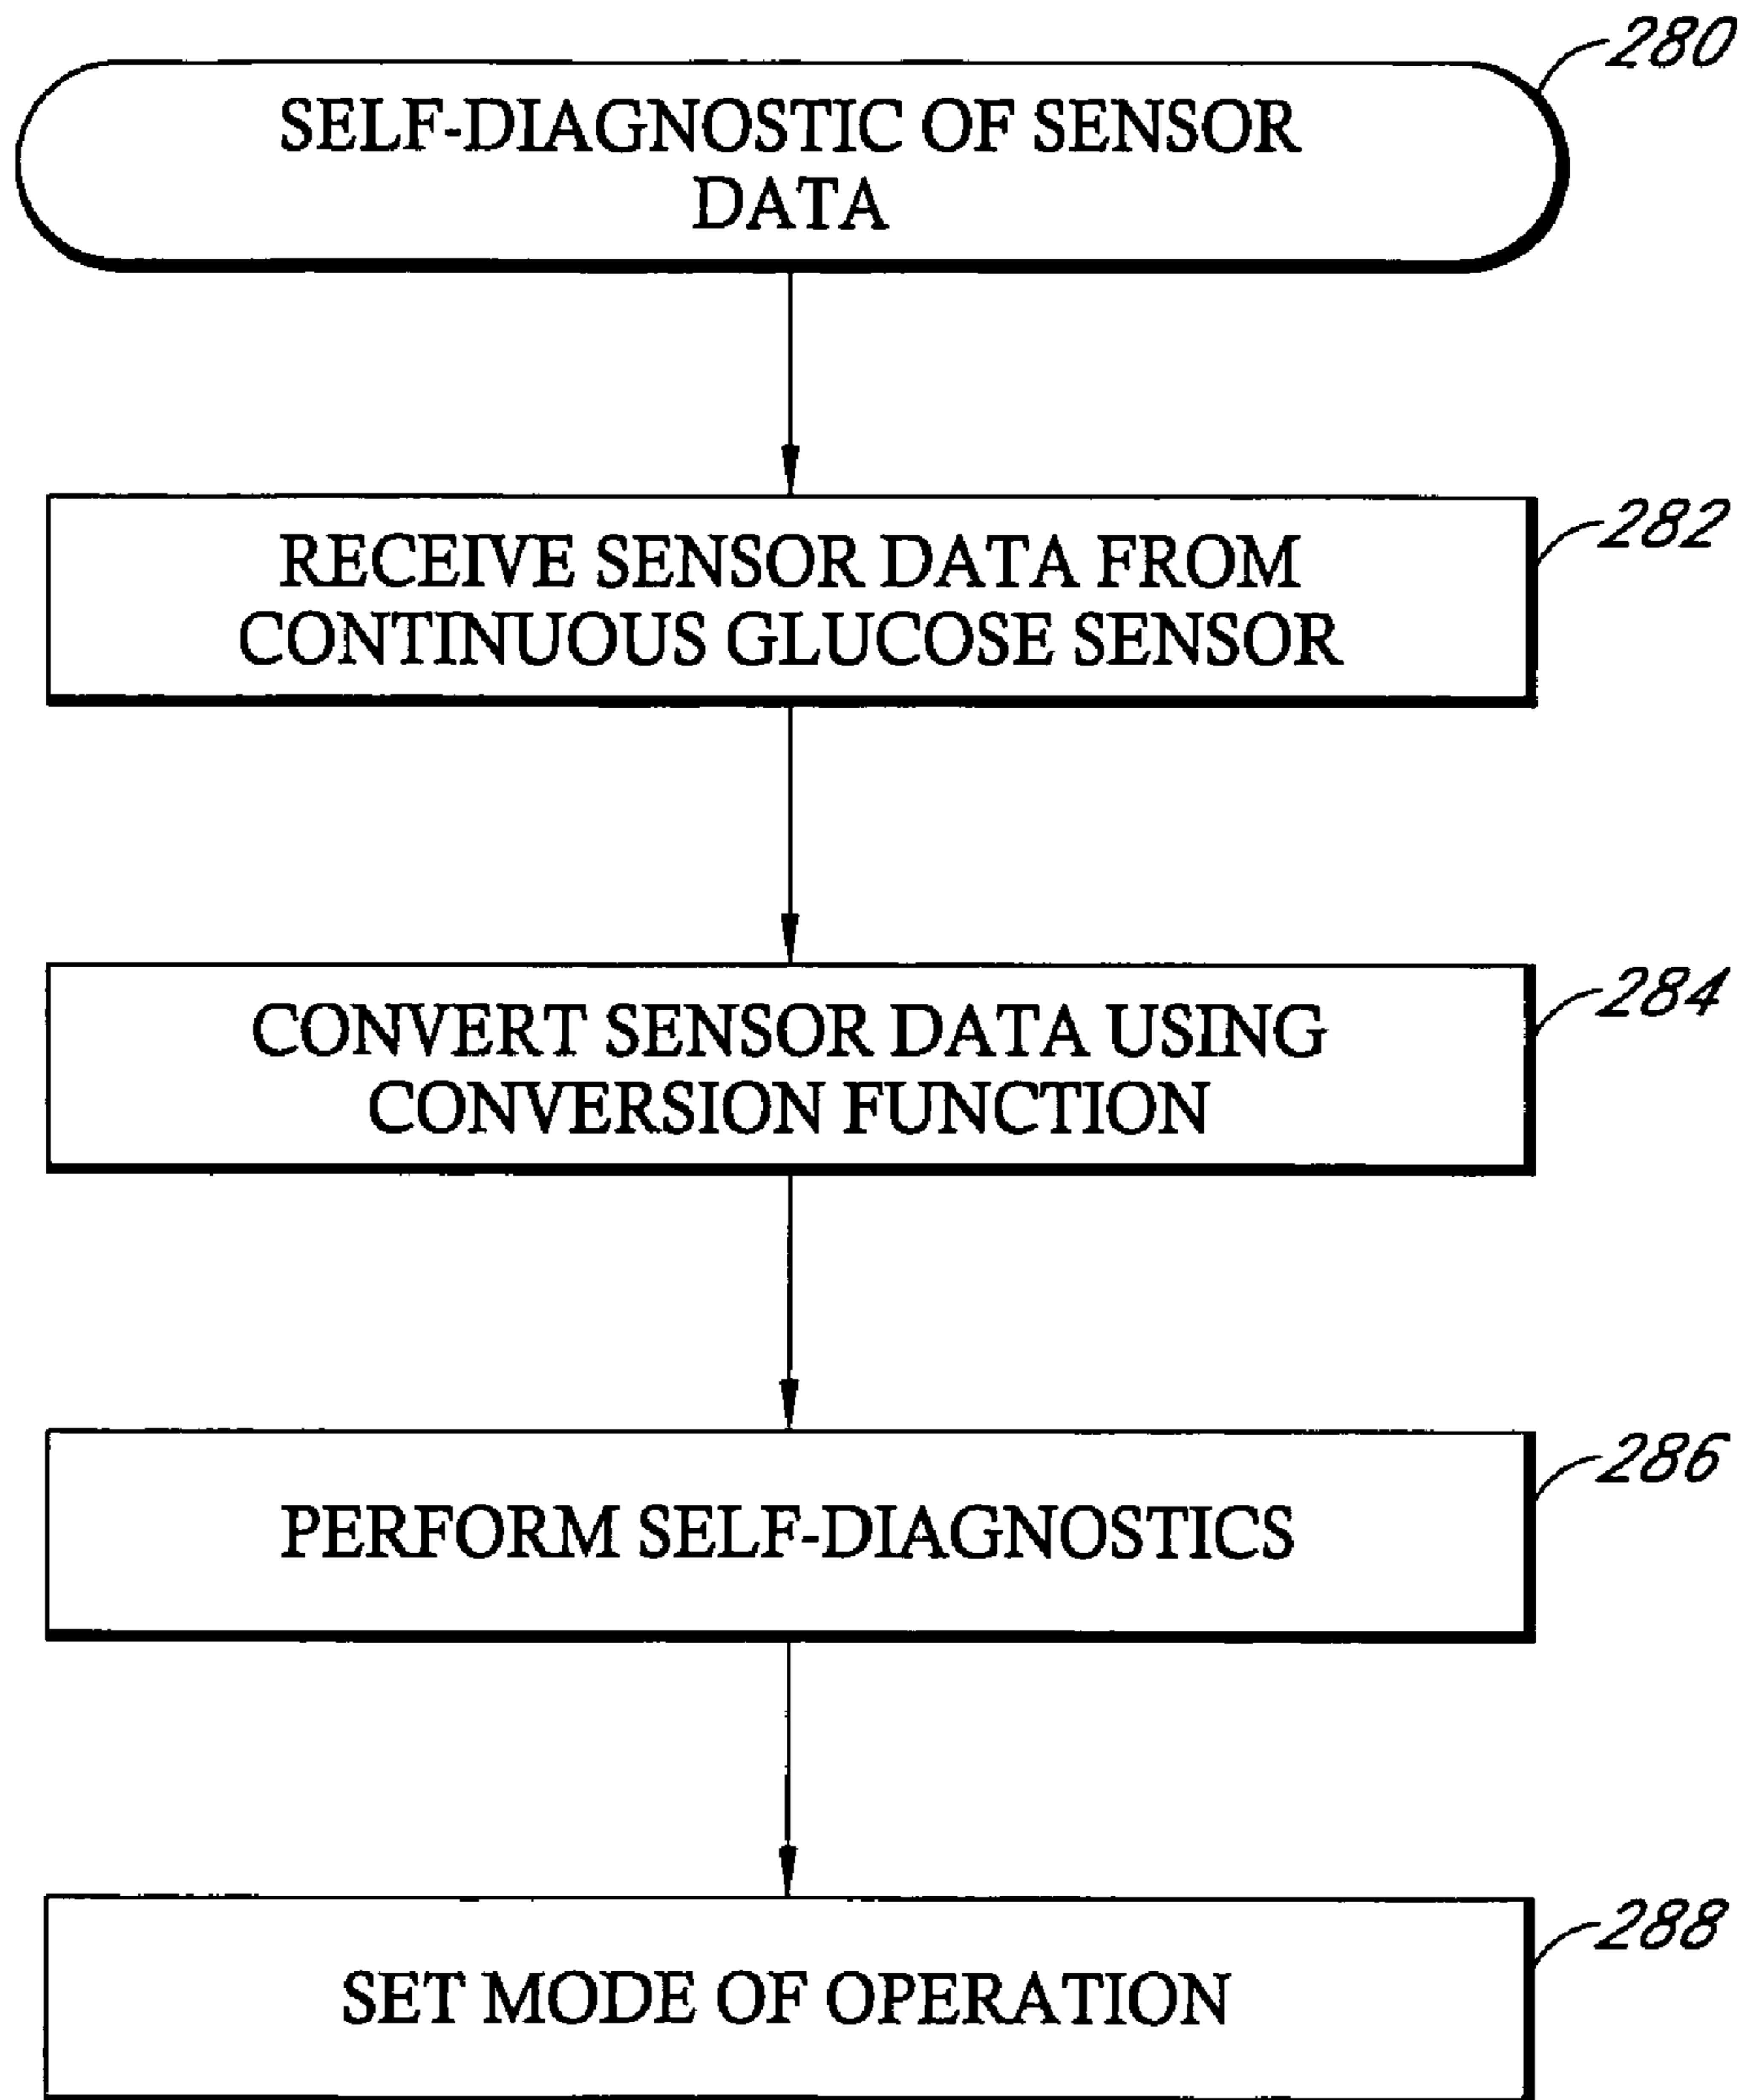 280
SELF-DIAGNOSTIC OF SENSOR
DATA
282
RECEIVE SENSOR DATA FROM
CONTINUOUS GLUCOSE SENSOR
284
CONVERT SENSOR DATA USING
CONVERSION FUNCTION
286
PERFORM SELF-DIAGNOSTICS
288
SET MODE OF OPERATION